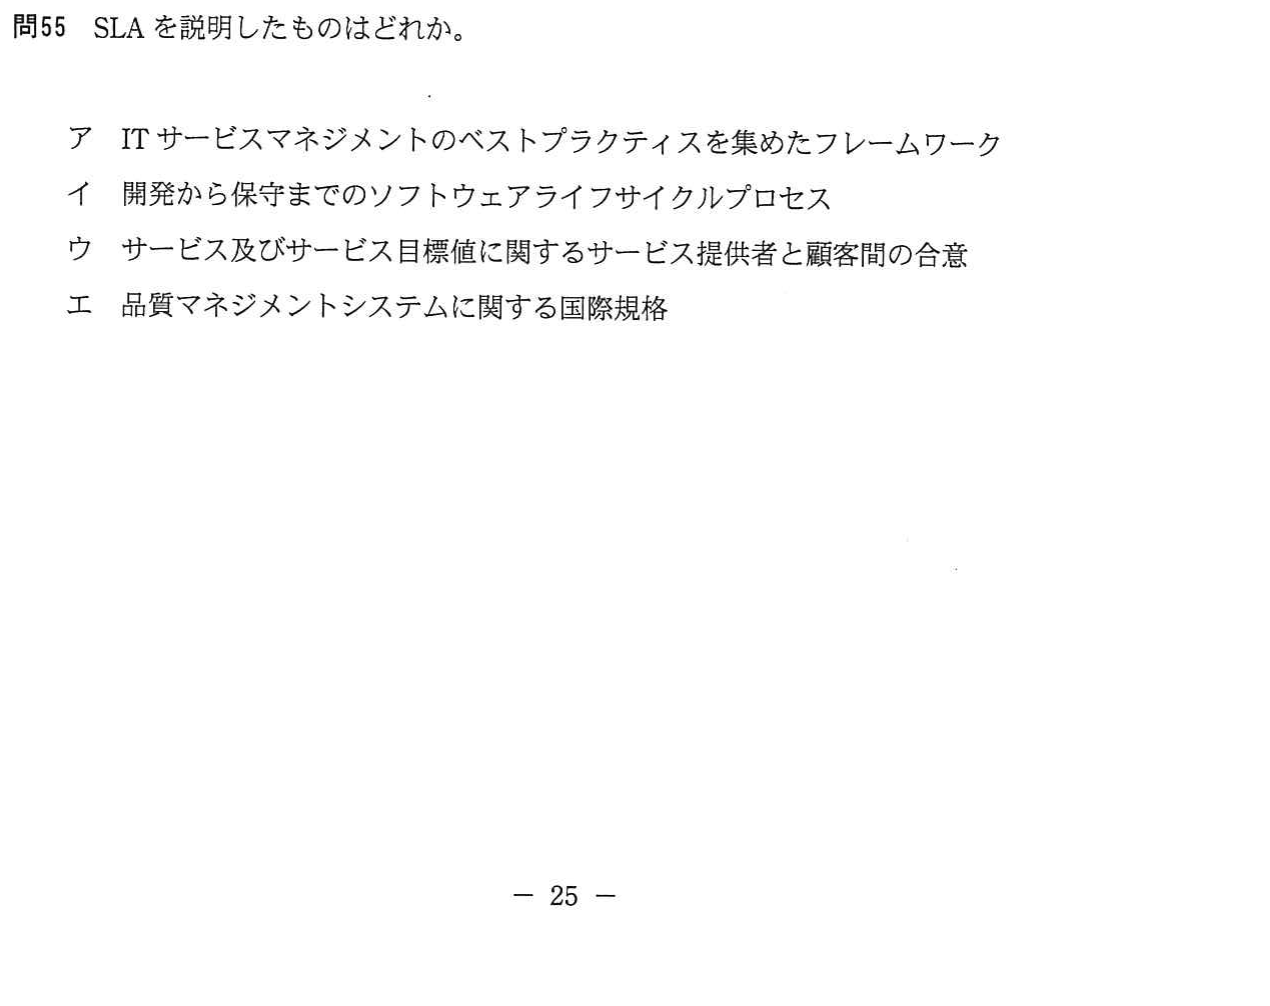 問55 SLA を説明したものはどれか。
ア IT サービスマネジメントのベストプラクティスを集めたフレームワーク
イ 開発から保守までのソフトウェアライフサイクルプロセス
ウ サービス及びサービス目標値に関するサービス提供者と顧客間の合意
エ 品質マネジメントシステムに関する国際規格
－ 25 －